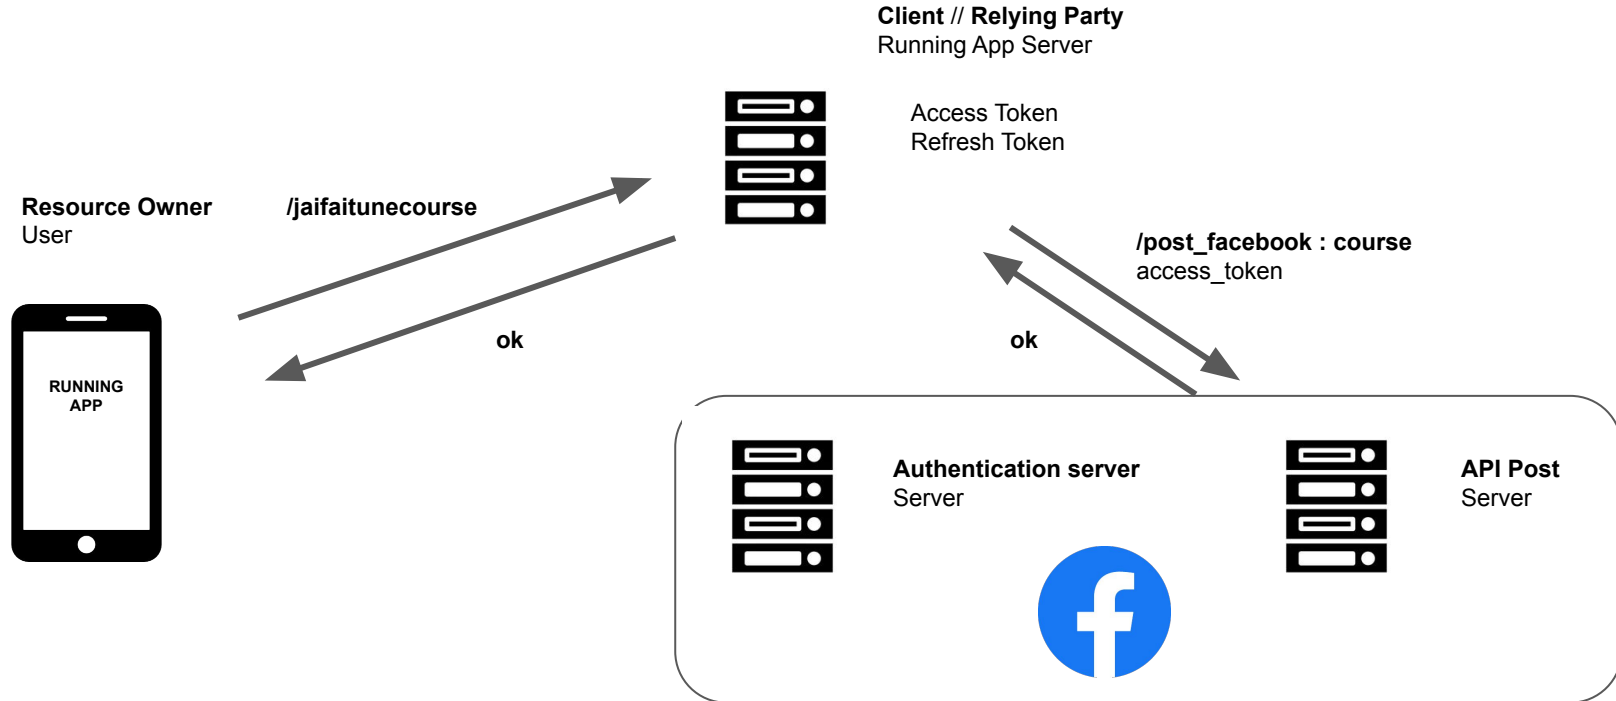 Client // Relying Party
Running App Server
Access Token
Refresh Token
Resource Owner
User
/jaifaitunecourse
/post_facebook : course
access_token
ok
ok
RUNNING
APP
Authentication server
Server
API Post
Server